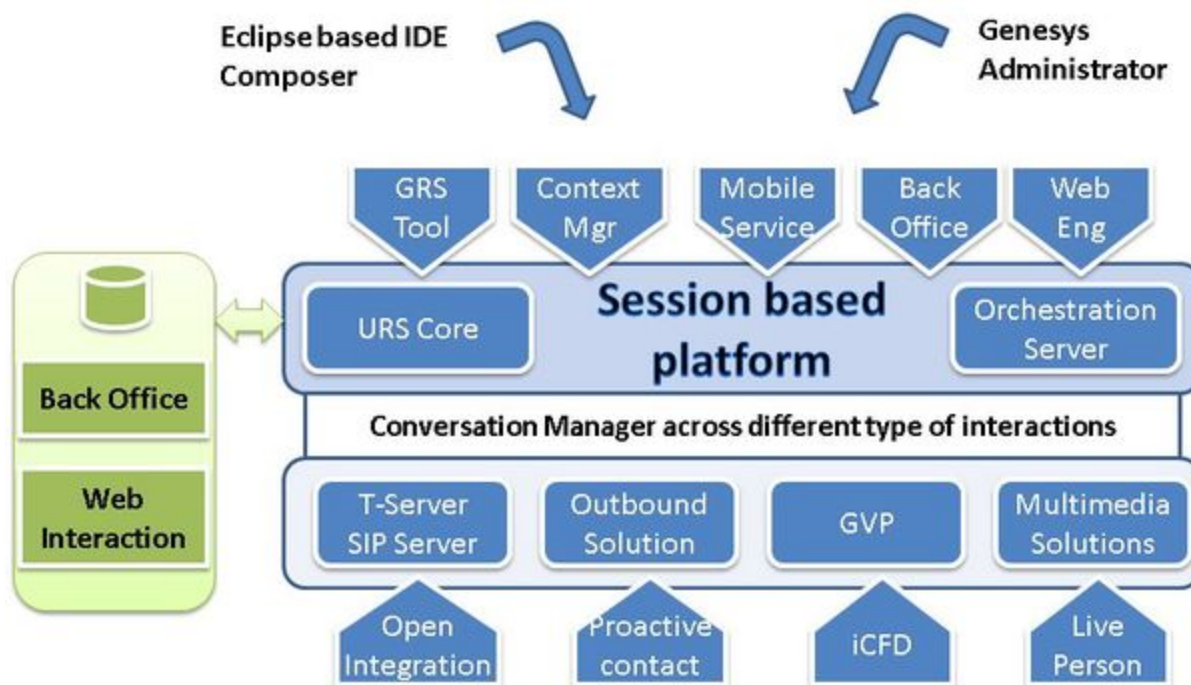 Eclipse based IDE
Composer
Genesys
Administrator
GRS
Tool
Context
Mgr
Mobile
Service
Back
Office
Web
Eng
URS Core
Session based
platform
Orchestration
Server
Back Office
Web
Interaction
Conversation Manager across different type of interactions
T-Server
SIP Server
Outbound
Solution
GVP
Multimedia
Solutions
Open
Integration
Proactive
contact
iCFD
Live
Person